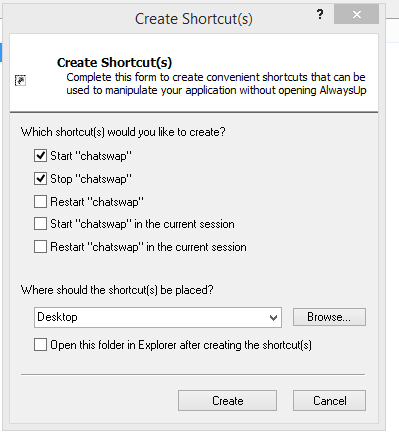 Create Shortcut(s)
?
Create Shortcut(s)
Complete this form to create convenient shortcuts that can be
used to manipulate your application without opening AlwaysUp
Which shortcut(s) would you like to create?
Start "chatswap"
Stop "chatswap"
Restart "chatswap"
Start "chatswap" in the current session
Restart "chatswap" in the current session
Where should the shortcut(s) be placed?
Desktop
Browse...
Open this folder in Explorer after creating the shortcut(s)
Create
Cancel